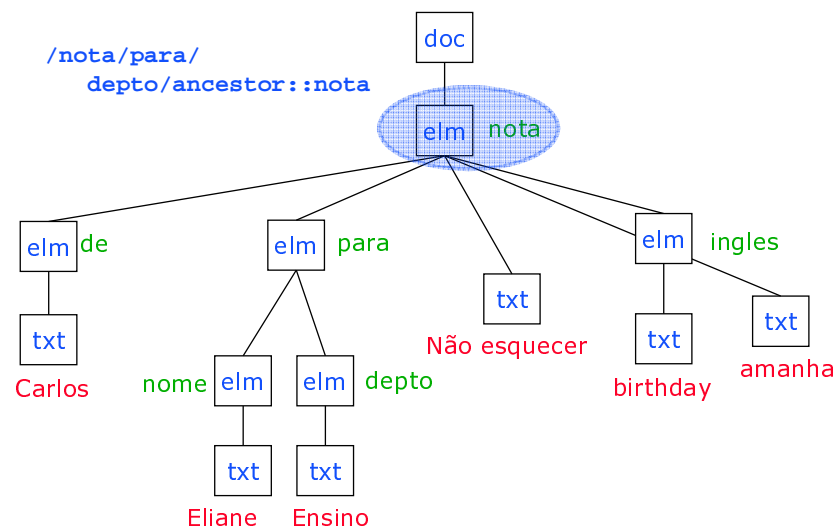 /nota/para/
depto/ancestor::nota
doc
elm nota
elm de
elm para
elm ingles
txt
Não esquecer
txt
Carlos
txt
birthday
txt
amanha
nome elm
elm depto
txt
Eliane
txt
Ensino